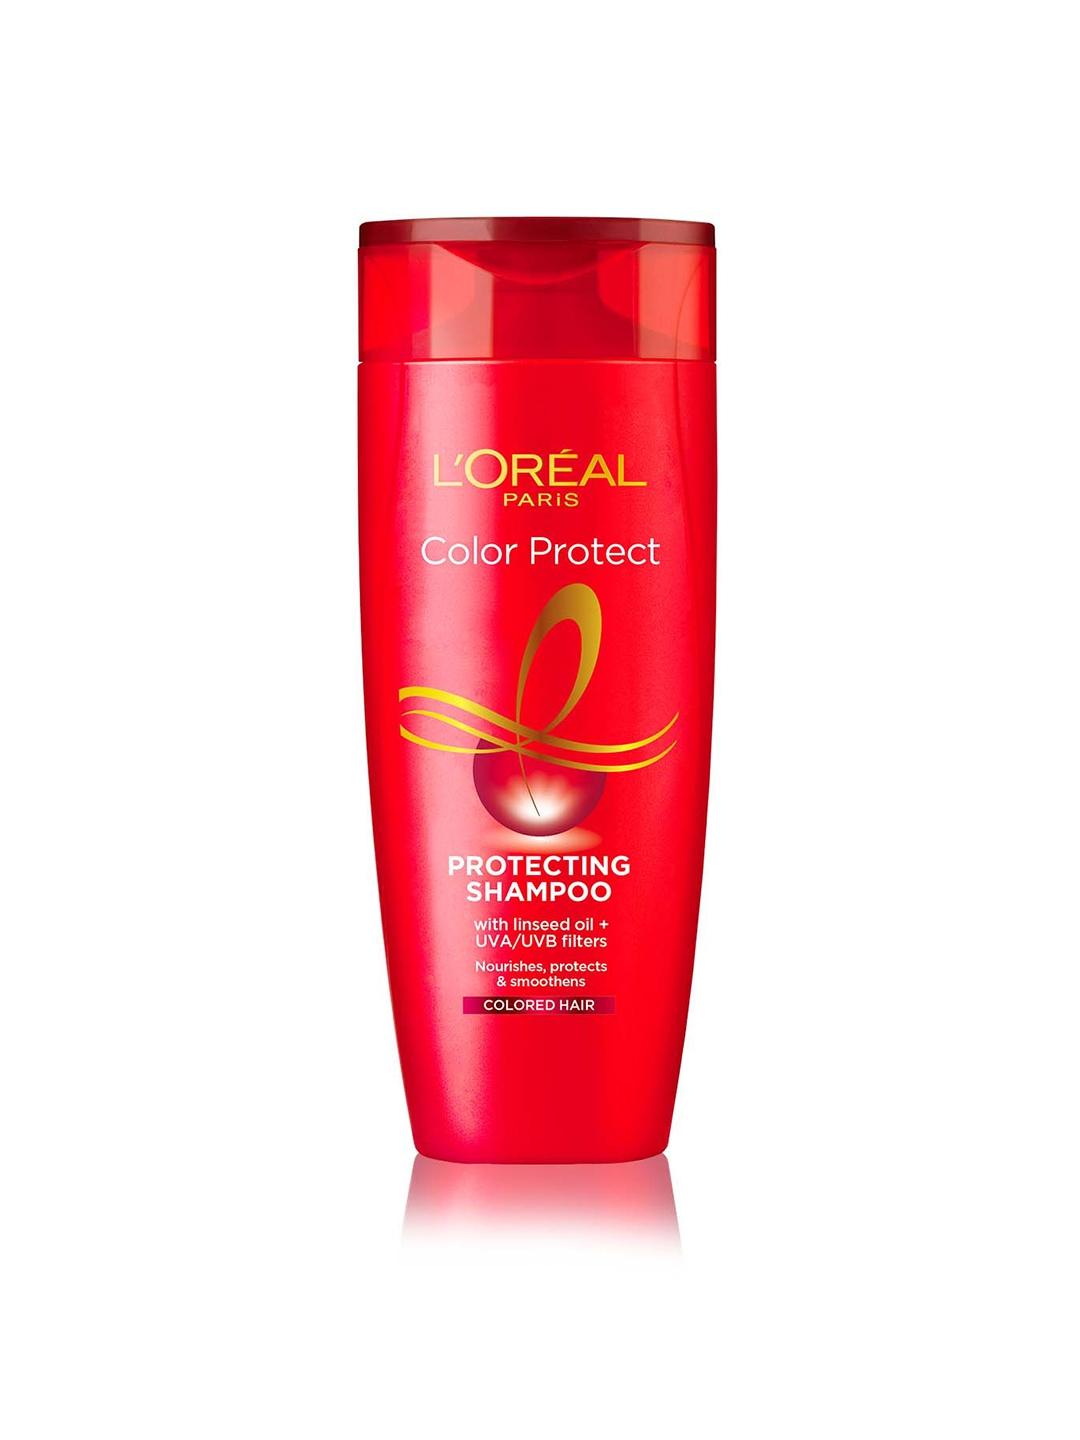 L'ORÉAL
PARiS
Color Protect
PROTECTING
SHAMPOO
with linseed oil +
UVA/UVB filters
Nourishes, protects
& smoothens
COLORED HAIR